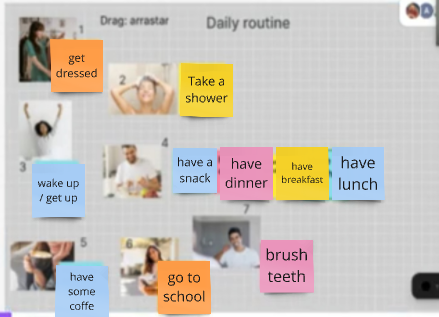 Drag: arrastar
Daily routine
1
get
dressed
2
Take a
shower
3
wake up
/ get up
4
have a
snack
have
dinner
have
breakfast
have
lunch
5
have
some
coffe
6
go to
school
7
brush
teeth
A